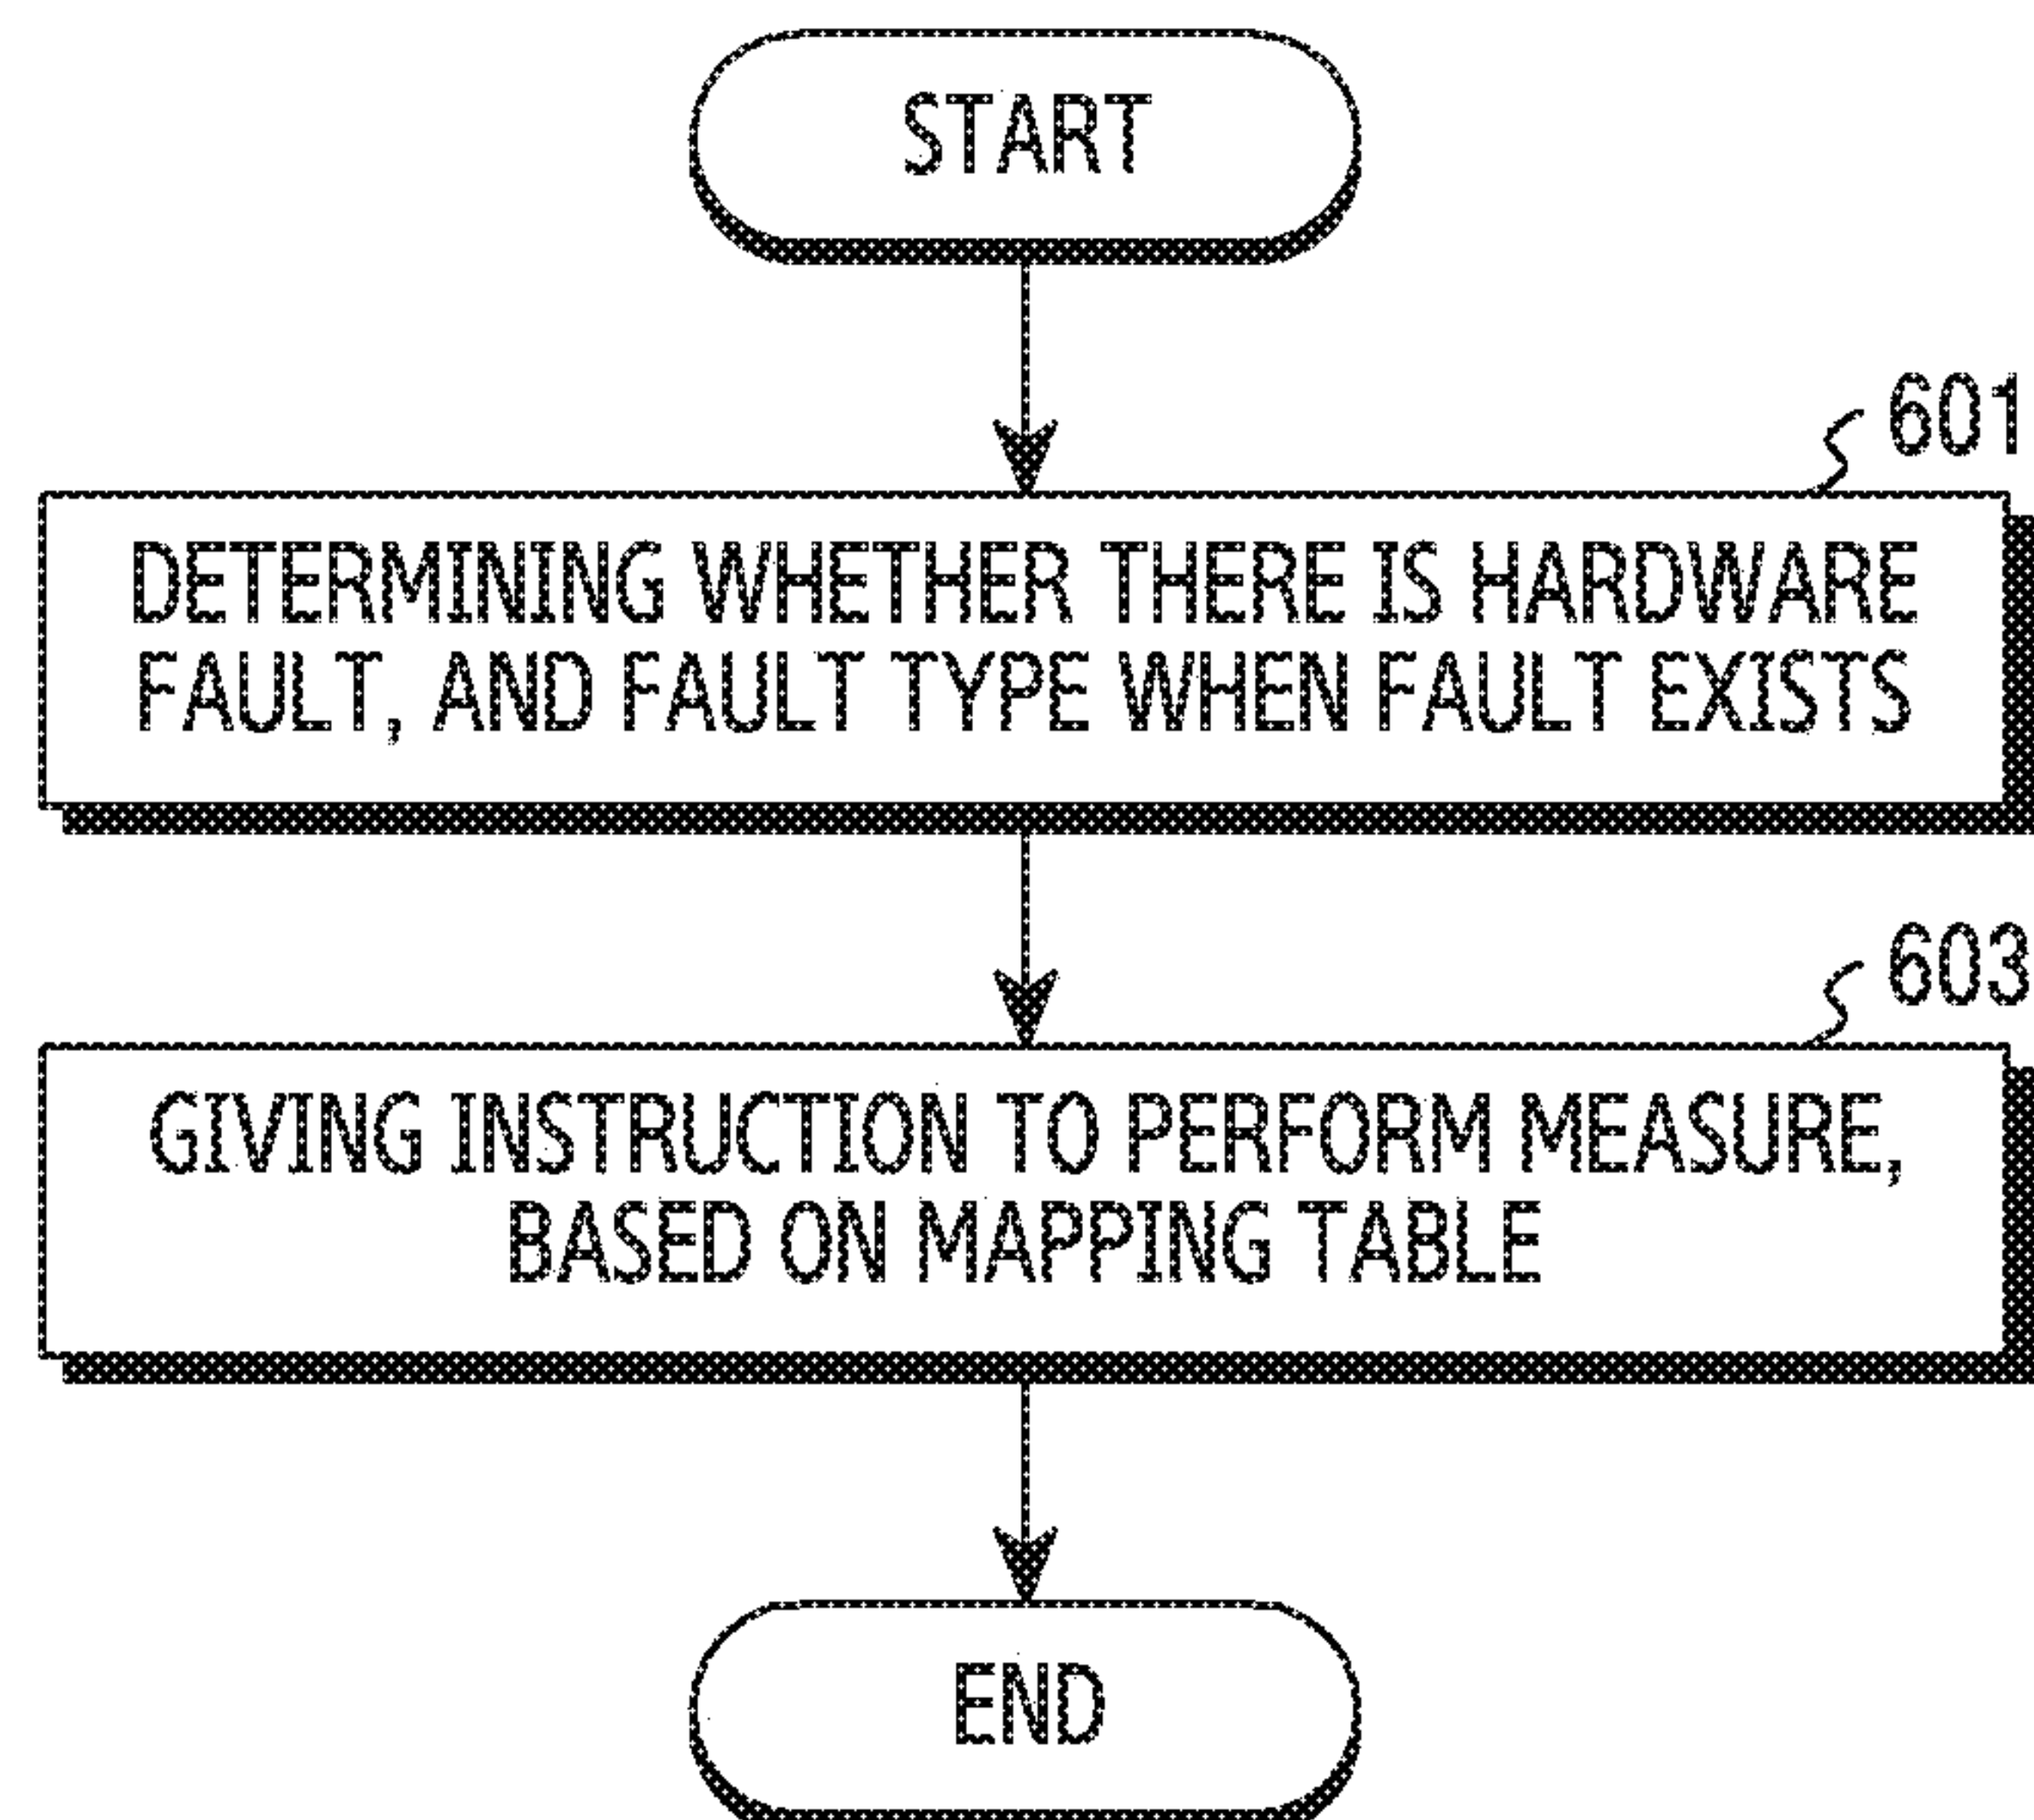 START
601
DETERMINING WHETHER THERE IS HARDWARE
FAULT, AND FAULT TYPE WHEN FAULT EXISTS
603
GIVING INSTRUCTION TO PERFORM MEASURE,
BASED ON MAPPING TABLE
END